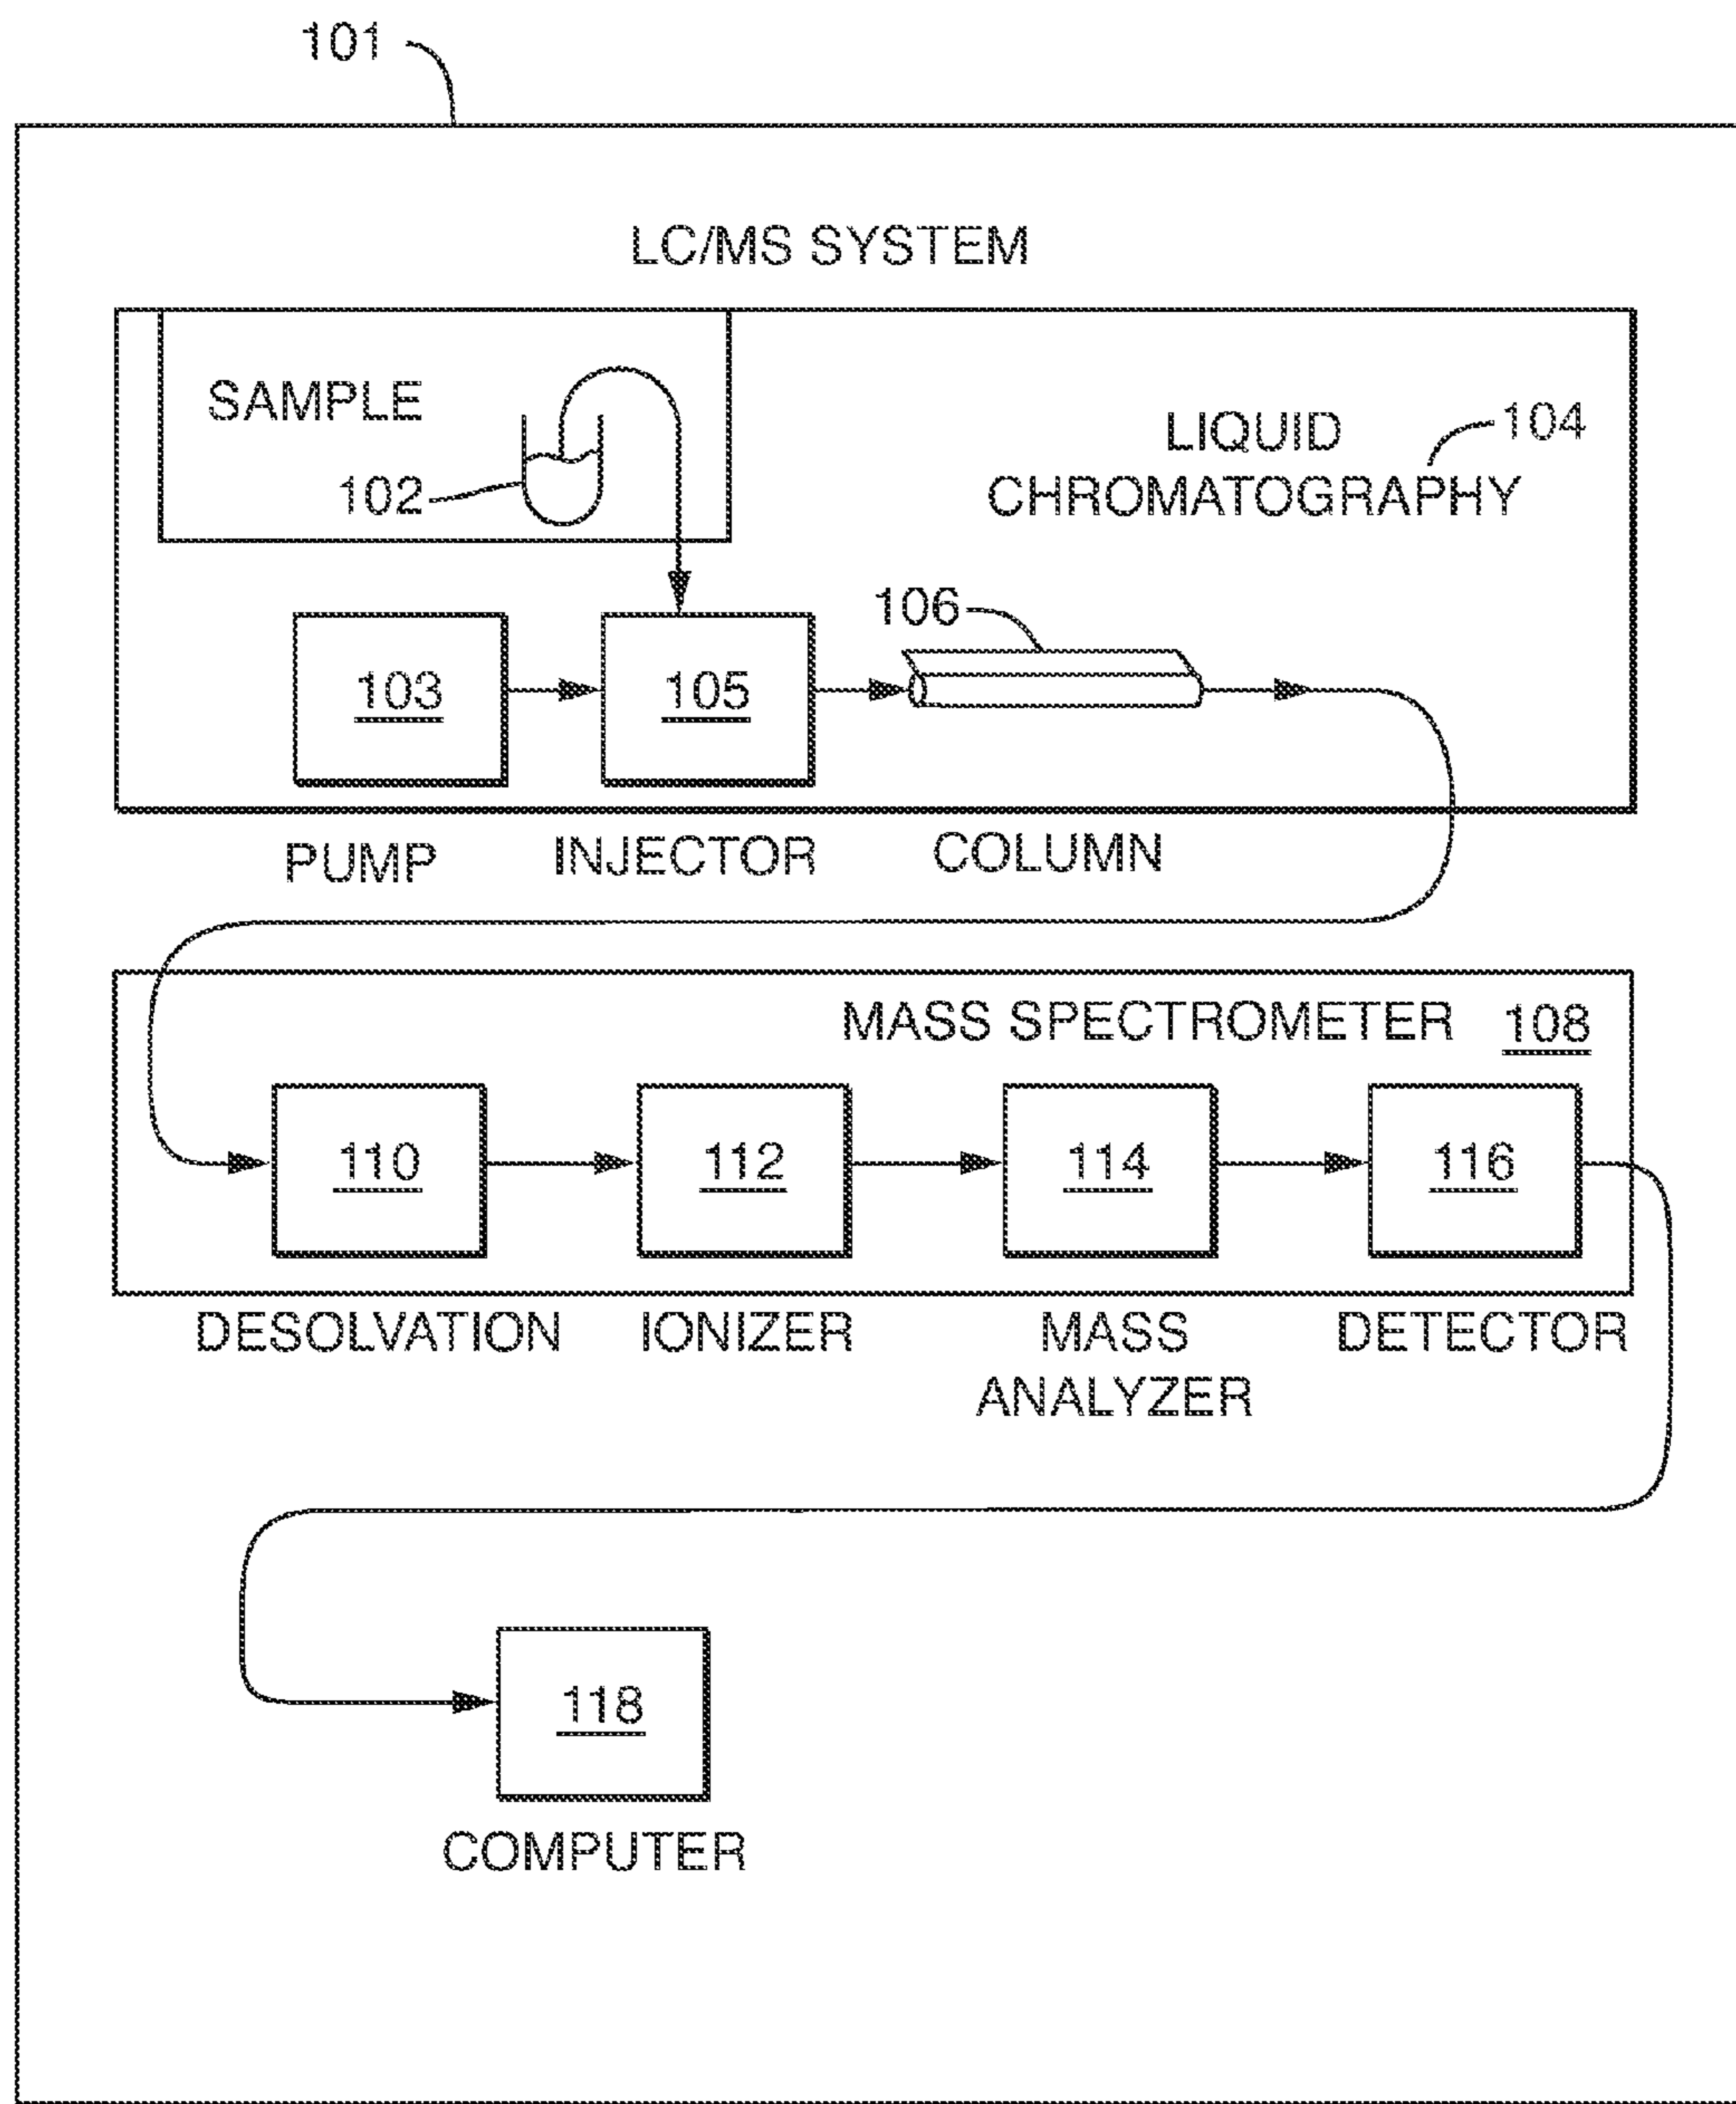 101
LC/MS SYSTEM
SAMPLE
102
LIQUID
CHROMATOGRAPHY
104
106
103
105
PUMP
INJECTOR
COLUMN
MASS SPECTROMETER
108
110
112
114
116
DESOLVATION
IONIZER
MASS
ANALYZER
DETECTOR
118
COMPUTER